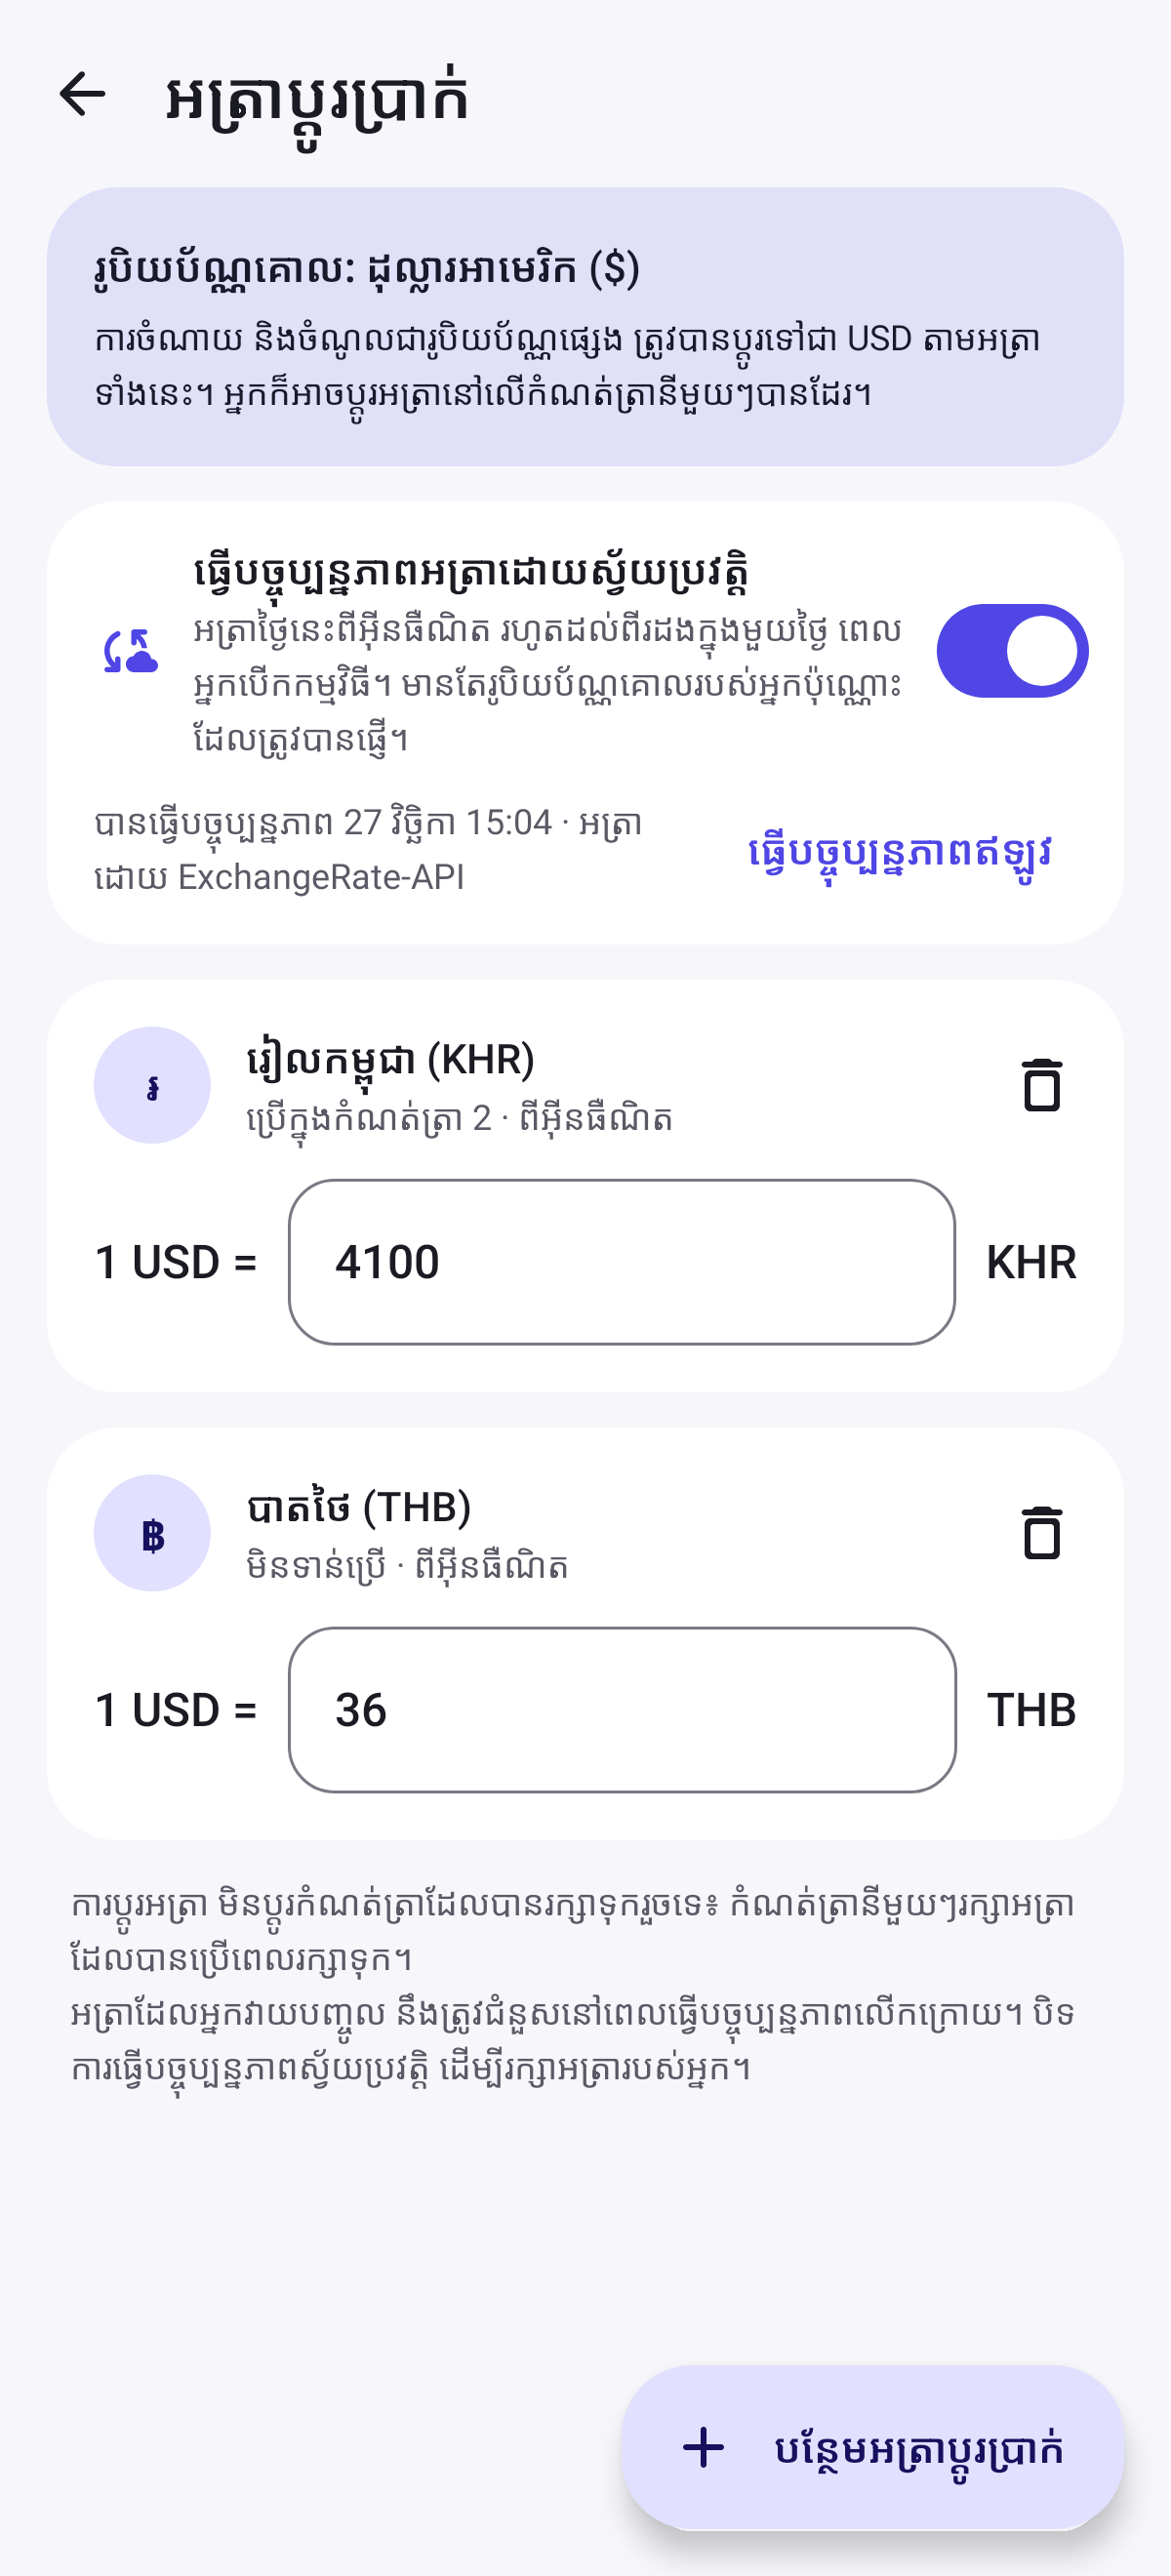 អត្រាប្តូរប្រាក់
រូបិយប័ណ្ណគោល: ដុល្លារអាមេរិក ($)
ការចំណាយ និងចំណូលជារូបិយប័ណ្ណផ្សេង ត្រូវបានប្តូរទៅជា USD តាមអត្រា
ទាំងនេះ។ អ្នកក៏អាចប្តូរអត្រានៅលើកំណត់ត្រានីមួយៗបានដែរ។
ធ្វើបច្ចុប្បន្នភាពអត្រាដោយស្វ័យប្រវត្តិ
អត្រាថ្ងៃនេះពីអ៊ីនធឺណិត រហូតដល់ពីរដងក្នុងមួយថ្ងៃ ពេល
អ្នកបើកកម្មវិធី។ មានតែរូបិយប័ណ្ណគោលរបស់អ្នកប៉ុណ្ណោះ
ដែលត្រូវបានផ្ញើ។
បានធ្វើបច្ចុប្បន្នភាព 27 វិច្ឆិកា 15:04 · អត្រា
ដោយ ExchangeRate-API
ធ្វើបច្ចុប្បន្នភាពឥឡូវ
៛
រៀលកម្ពុជា (KHR)
ប្រើក្នុងកំណត់ត្រា 2 · ពីអ៊ីនធឺណិត
1 USD = 4100 KHR
฿
បាតថៃ (THB)
មិនទាន់ប្រើ · ពីអ៊ីនធឺណិត
1 USD = 36 THB
ការប្តូរអត្រា មិនប្តូរកំណត់ត្រាដែលបានរក្សាទុករួចទេ៖ កំណត់ត្រានីមួយៗរក្សាអត្រា
ដែលបានប្រើពេលរក្សាទុក។
អត្រាដែលអ្នកវាយបញ្ចូល នឹងត្រូវជំនួសនៅពេលធ្វើបច្ចុប្បន្នភាពលើកក្រោយ។ បិទ
ការធ្វើបច្ចុប្បន្នភាពស្វ័យប្រវត្តិ ដើម្បីរក្សាអត្រារបស់អ្នក។
បន្ថែមអត្រាប្តូរប្រាក់